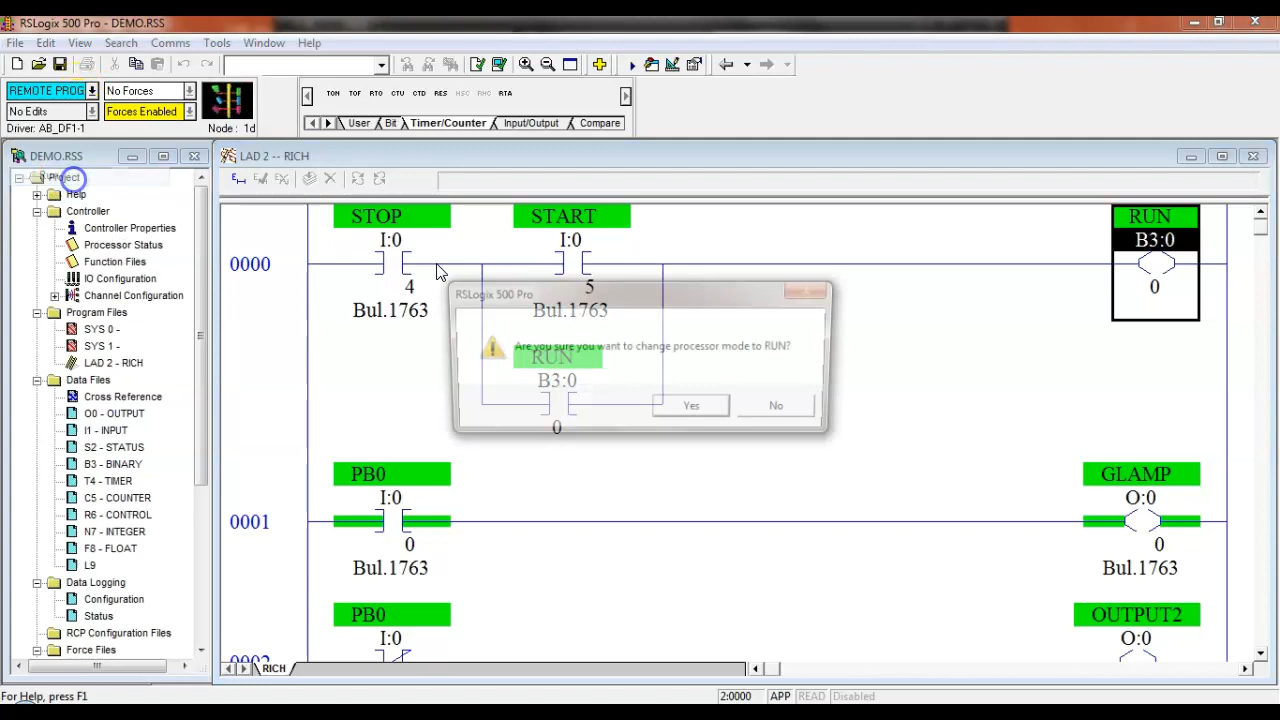 RSLogix 500 Pro - DEMO.RSS
File Edit View Search Comms Tools Window Help
REMOTE PROG No Forces
No Edits Forces Enabled
Driver: AB_DF1-1 Node : 1d
TON TOF RTO CTU CTD RES HSC RHC RTA
User Bit Timer/Counter Input/Output Compare
DEMO.RSS
Project
Help
Controller
Controller Properties
Processor Status
Function Files
IO Configuration
Channel Configuration
Program Files
SYS 0 -
SYS 1 -
LAD 2 - RICH
Data Files
Cross Reference
O0 - OUTPUT
I1 - INPUT
S2 - STATUS
B3 - BINARY
T4 - TIMER
C5 - COUNTER
R6 - CONTROL
N7 - INTEGER
F8 - FLOAT
L9
Data Logging
Configuration
Status
RCP Configuration Files
Force Files
LAD 2 -- RICH
STOP START RUN
I:0 I:0 B3:0
0000
4 5 0
Bul.1763 Bul.1763
RSLogix 500 Pro
Are you sure you want to change processor mode to RUN?
Yes No
RUN
B3:0
0
PB0 GLAMP
I:0 O:0
0001
0 0
Bul.1763 Bul.1763
PB0 OUTPUT2
I:0 O:0
0002
RICH
For Help, press F1
2:0000 APP READ Disabled